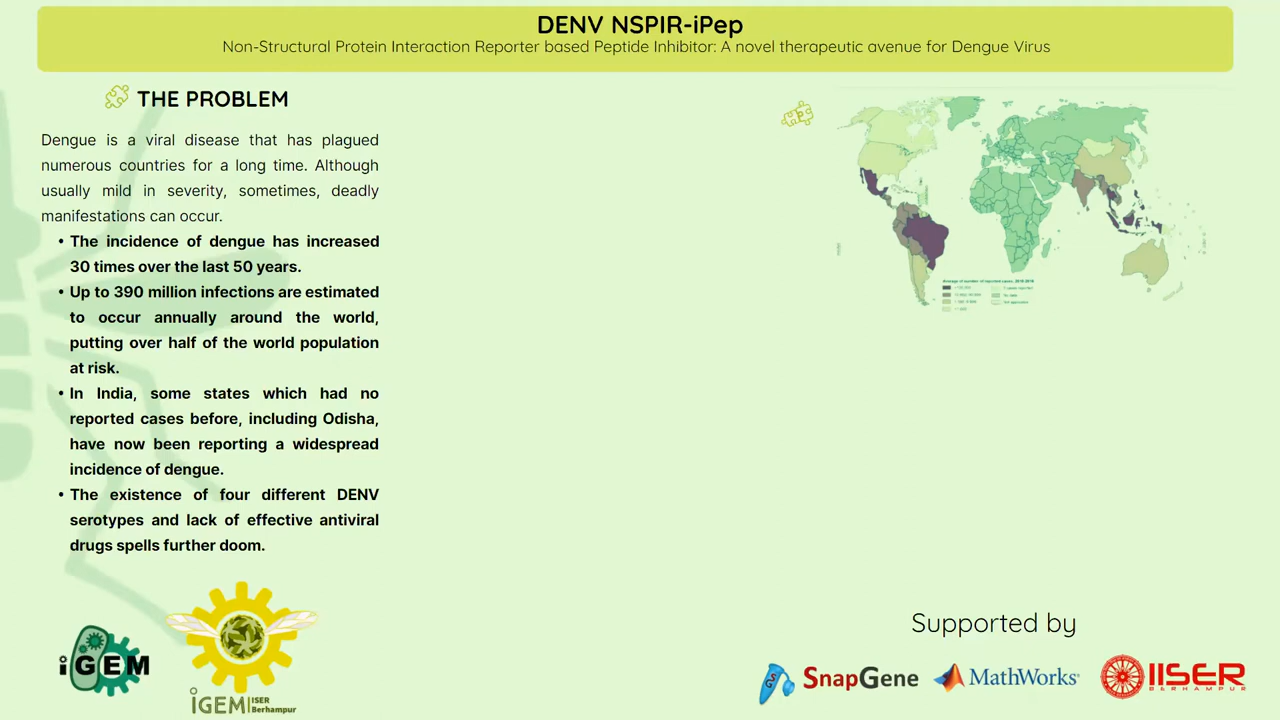 DENV NSPIR-iPep
Non-Structural Protein Interaction Reporter based Peptide Inhibitor: A novel therapeutic avenue for Dengue Virus
THE PROBLEM
Dengue is a viral disease that has plagued
numerous countries for a long time. Although
usually mild in severity, sometimes, deadly
manifestations can occur.
• The incidence of dengue has increased
30 times over the last 50 years.
• Up to 390 million infections are estimated
to occur annually around the world,
putting over half of the world population
at risk.
• In India, some states which had no
reported cases before, including Odisha,
have now been reporting a widespread
incidence of dengue.
• The existence of four different DENV
serotypes and lack of effective antiviral
drugs spells further doom.
iGEM
iGEM IISER
Berhampur
Supported by
SnapGene
MathWorks®
IISER
BERHAMPUR